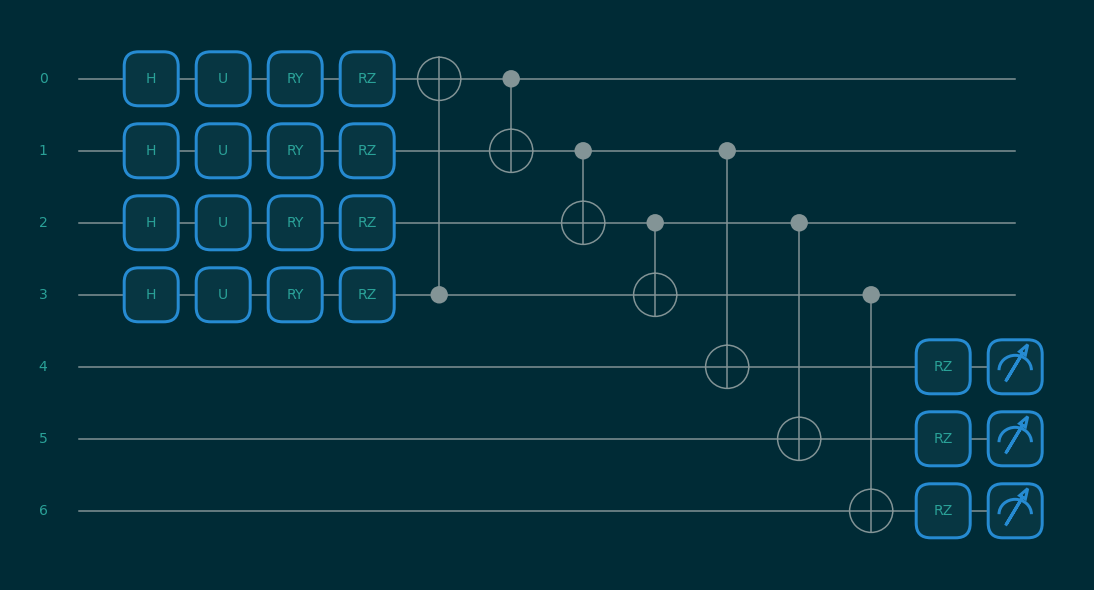 0 H U RY RZ
1 H U RY RZ
2 H U RY RZ
3 H U RY RZ
4 RZ
5 RZ
6 RZ